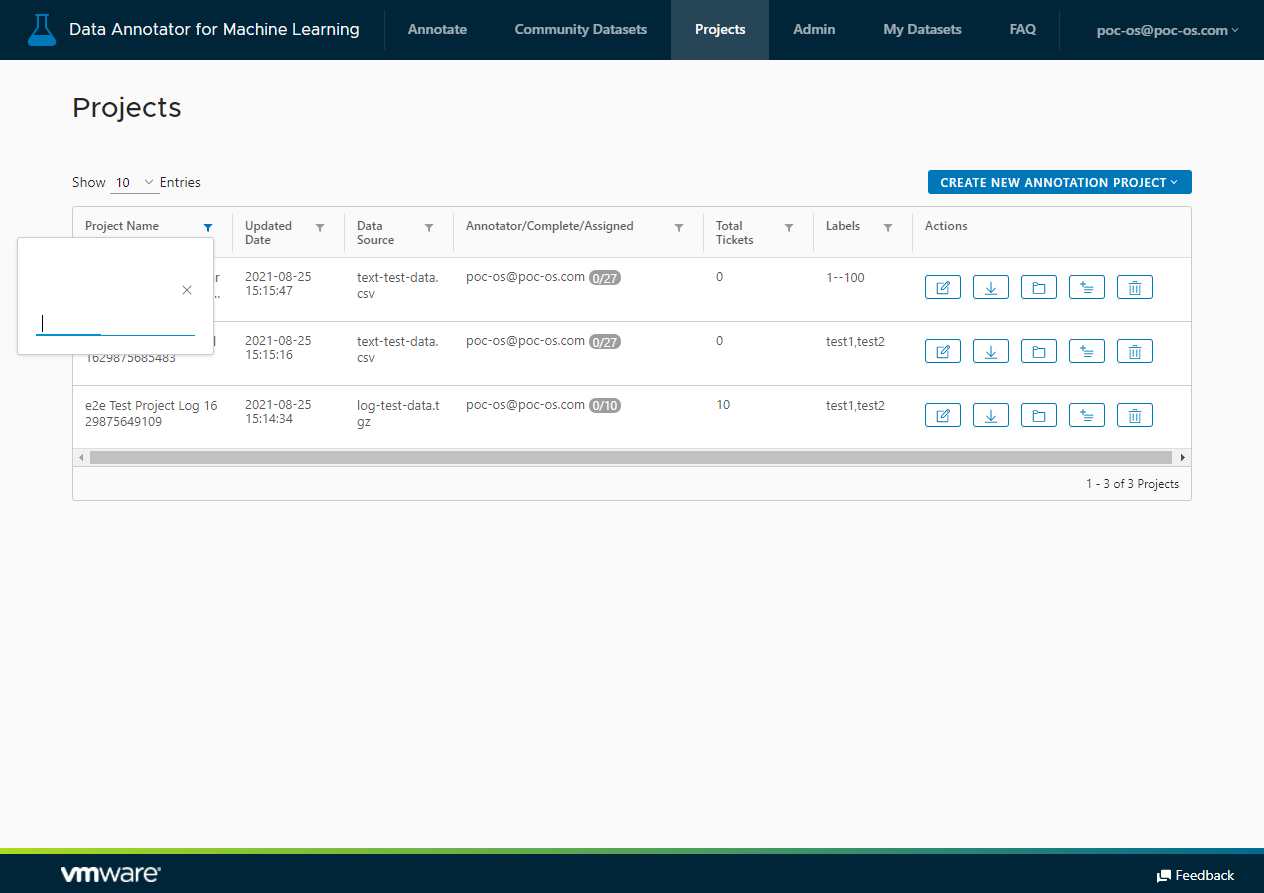 Data Annotator for Machine Learning Annotate Community Datasets Projects Admin My Datasets FAQ poc-os@poc-os.com
Projects
Show 10 Entries CREATE NEW ANNOTATION PROJECT
Project Name Updated Date Data Source Annotator/Complete/Assigned Total Tickets Labels Actions
2021-08-25 15:15:47 text-test-data.csv poc-os@poc-os.com 0/27 0 1--100
1629875685483 2021-08-25 15:15:16 text-test-data.csv poc-os@poc-os.com 0/27 0 test1,test2
e2e Test Project Log 1629875649109 2021-08-25 15:14:34 log-test-data.tgz poc-os@poc-os.com 0/10 10 test1,test2
1 - 3 of 3 Projects
vmware Feedback